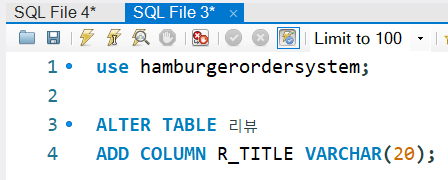 SQL File 4* SQL File 3* ×
Limit to 100
1 use hamburgerordersystem;
2
3 ALTER TABLE 리뷰
4 ADD COLUMN R_TITLE VARCHAR(20);